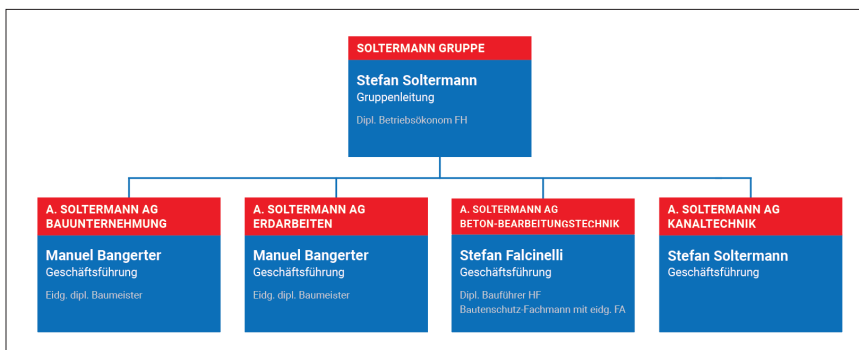 SOLTERMANN GRUPPE
Stefan Soltermann
Gruppenleitung
Dipl. Betriebsökonom FH
A. SOLTERMANN AG
BAUUNTERNEHMUNG
Manuel Bangerter
Geschäftsführung
Eidg. dipl. Baumeister
A. SOLTERMANN AG
ERDARBEITEN
Manuel Bangerter
Geschäftsführung
Eidg. dipl. Baumeister
A. SOLTERMANN AG
BETON-BEARBEITUNGSTECHNIK
Stefan Falcinelli
Geschäftsführung
Dipl. Bauführer HF
Bautenschutz-Fachmann mit eidg. FA
A. SOLTERMANN AG
KANALTECHNIK
Stefan Soltermann
Geschäftsführung